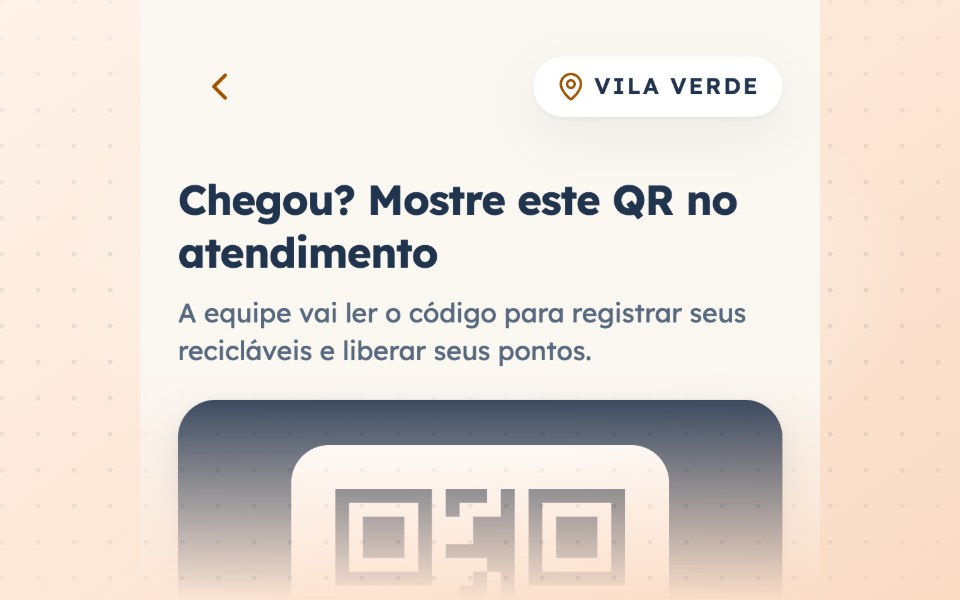 VILA VERDE
Chegou? Mostre este QR no
atendimento
A equipe vai ler o código para registrar seus
recicláveis e liberar seus pontos.